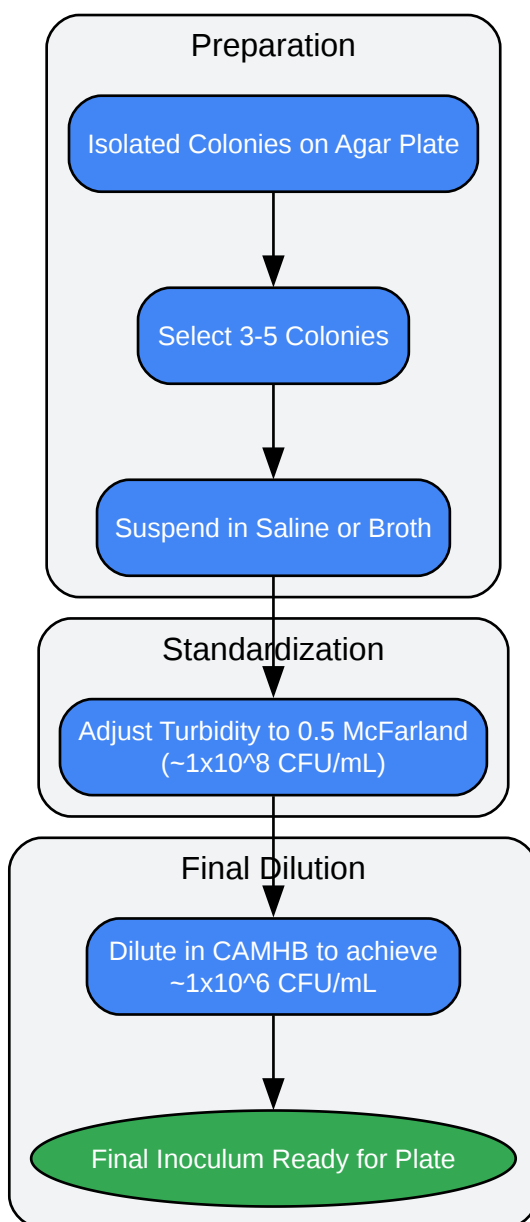 Preparation
Isolated Colonies on Agar Plate
Select 3-5 Colonies
Suspend in Saline or Broth
Standardization
Adjust Turbidity to 0.5 McFarland
(~1x10^8 CFU/mL)
Final Dilution
Dilute in CAMHB to achieve
~1x10^6 CFU/mL
Final Inoculum Ready for Plate